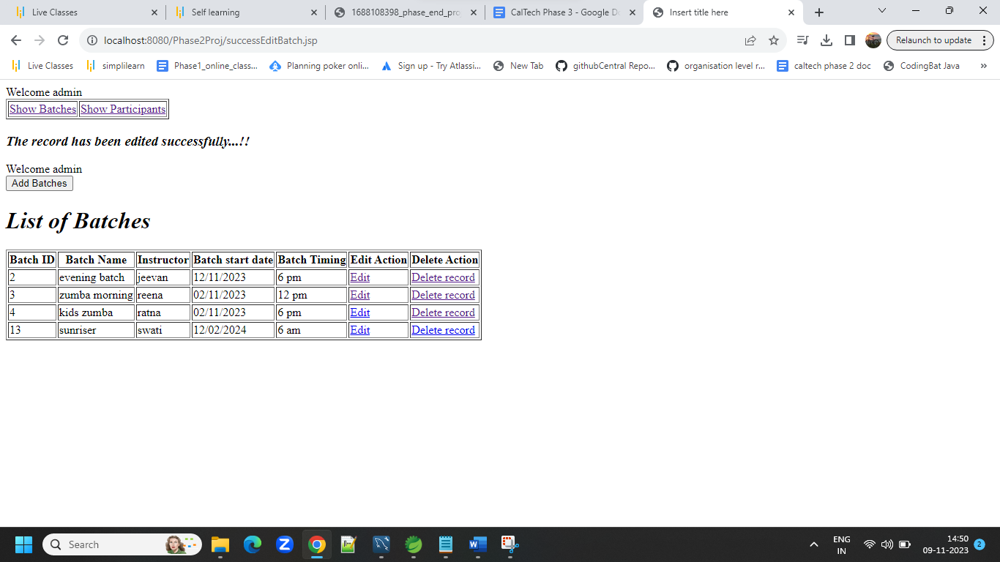 Live Classes Self learning 1688108398_phase_end_pro CalTech Phase 3 - Google Do Insert title here
localhost:8080/Phase2Proj/successEditBatch.jsp Relaunch to update
Live Classes simplilearn Phase1_online_class... Planning poker onli... Sign up - Try Atlassi... New Tab githubCentral Repo... organisation level r... caltech phase 2 doc CodingBat Java »
Welcome admin
Show Batches Show Participants
The record has been edited successfully...!!
Welcome admin
Add Batches
List of Batches
Batch ID Batch Name Instructor Batch start date Batch Timing Edit Action Delete Action
2 evening batch jeevan 12/11/2023 6 pm Edit Delete record
3 zumba morning reena 02/11/2023 12 pm Edit Delete record
4 kids zumba ratna 02/11/2023 6 pm Edit Delete record
13 sunriser swati 12/02/2024 6 am Edit Delete record
Search
ENG
IN
14:50
09-11-2023
2